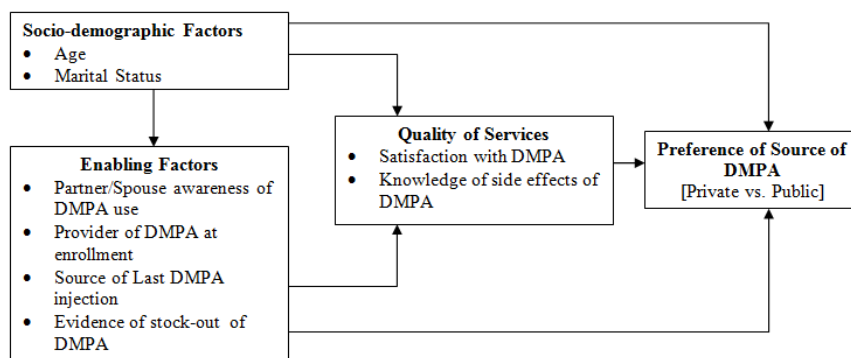 Socio-demographic Factors
• Age
• Marital Status
Enabling Factors
• Partner/Spouse awareness of
DMPA use
• Provider of DMPA at
enrollment
• Source of Last DMPA
injection
• Evidence of stock-out of
DMPA
Quality of Services
• Satisfaction with DMPA
• Knowledge of side effects of
DMPA
Preference of Source of
DMPA
[Private vs. Public]